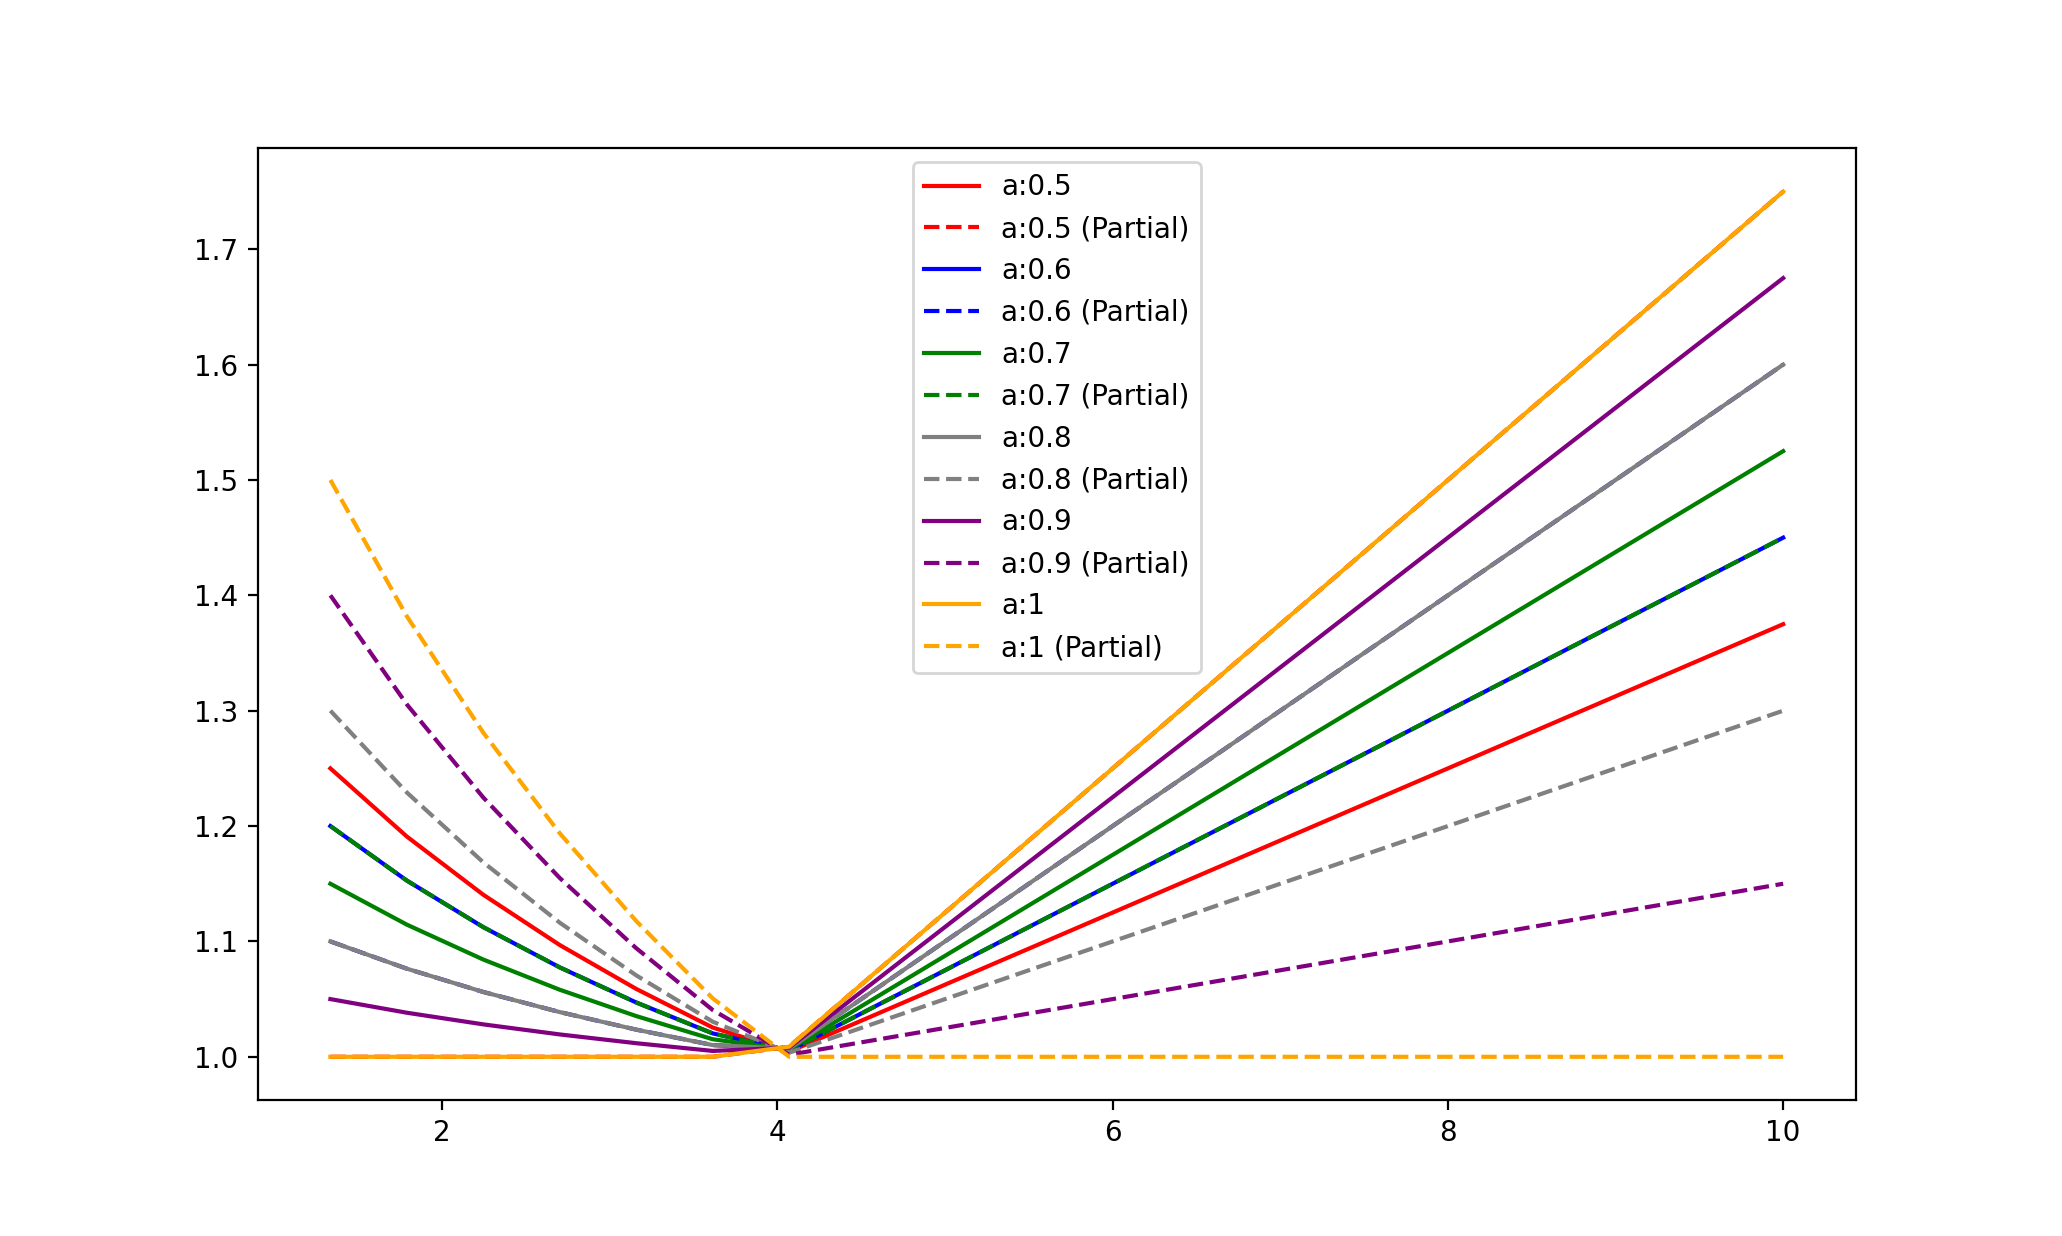 a:0.5
a:0.5 (Partial)
a:0.6
a:0.6 (Partial)
a:0.7
a:0.7 (Partial)
a:0.8
a:0.8 (Partial)
a:0.9
a:0.9 (Partial)
a:1
a:1 (Partial)
1.7
1.6
1.5
1.4
1.3
1.2
1.1
1.0
2 4 6 8 10